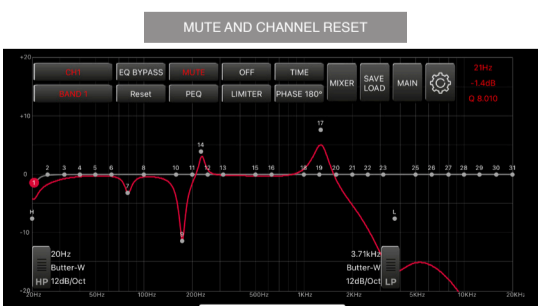 MUTE AND CHANNEL RESET
+20
CH1 EQ BYPASS MUTE OFF TIME MIXER SAVE LOAD MAIN 21Hz
-1.4dB
BAND 1 Reset PEQ LIMITER PHASE 180° Q 8.010
+10
17
14
0 1 2 3 4 5 6 7 8 9 10 11 12 13 15 16 18 19 20 21 22 23 25 26 27 28 29 30 31
H L
-10
20Hz 3.71kHz
Butter-W Butter-W
HP 12dB/Oct 12dB/Oct LP
-20
20Hz 50Hz 100Hz 200Hz 500Hz 1KHz 2KHz 5KHz 10KHz 20KHz